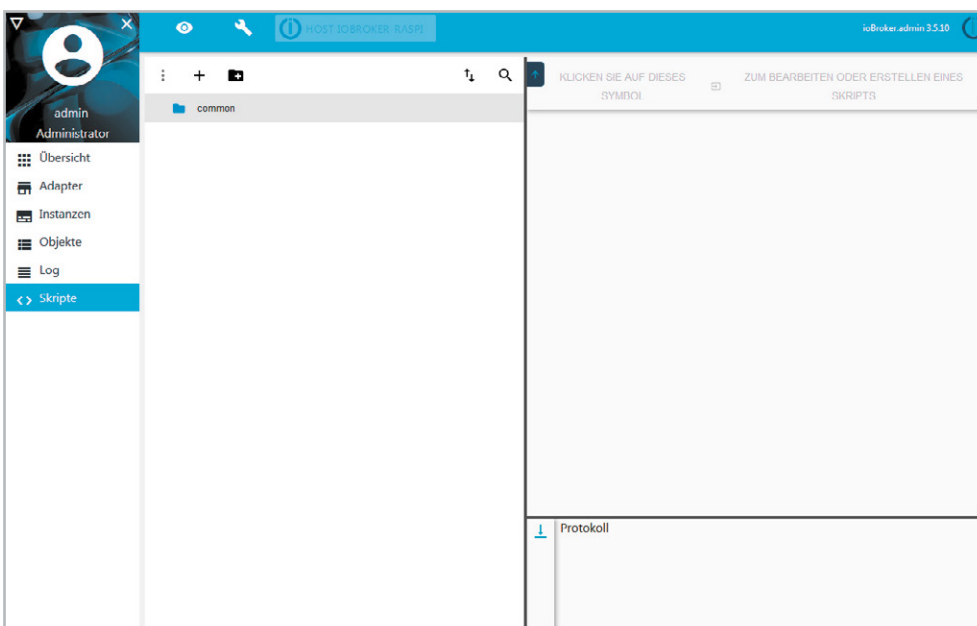 HOST IOBROKER-RASPI
ioBroker.admin 3.5.10
admin
Administrator
Übersicht
Adapter
Instanzen
Objekte
Log
Skripte
common
KLICKEN SIE AUF DIESES
SYMBOL
ZUM BEARBEITEN ODER ERSTELLEN EINES
SKRIPTS
Protokoll